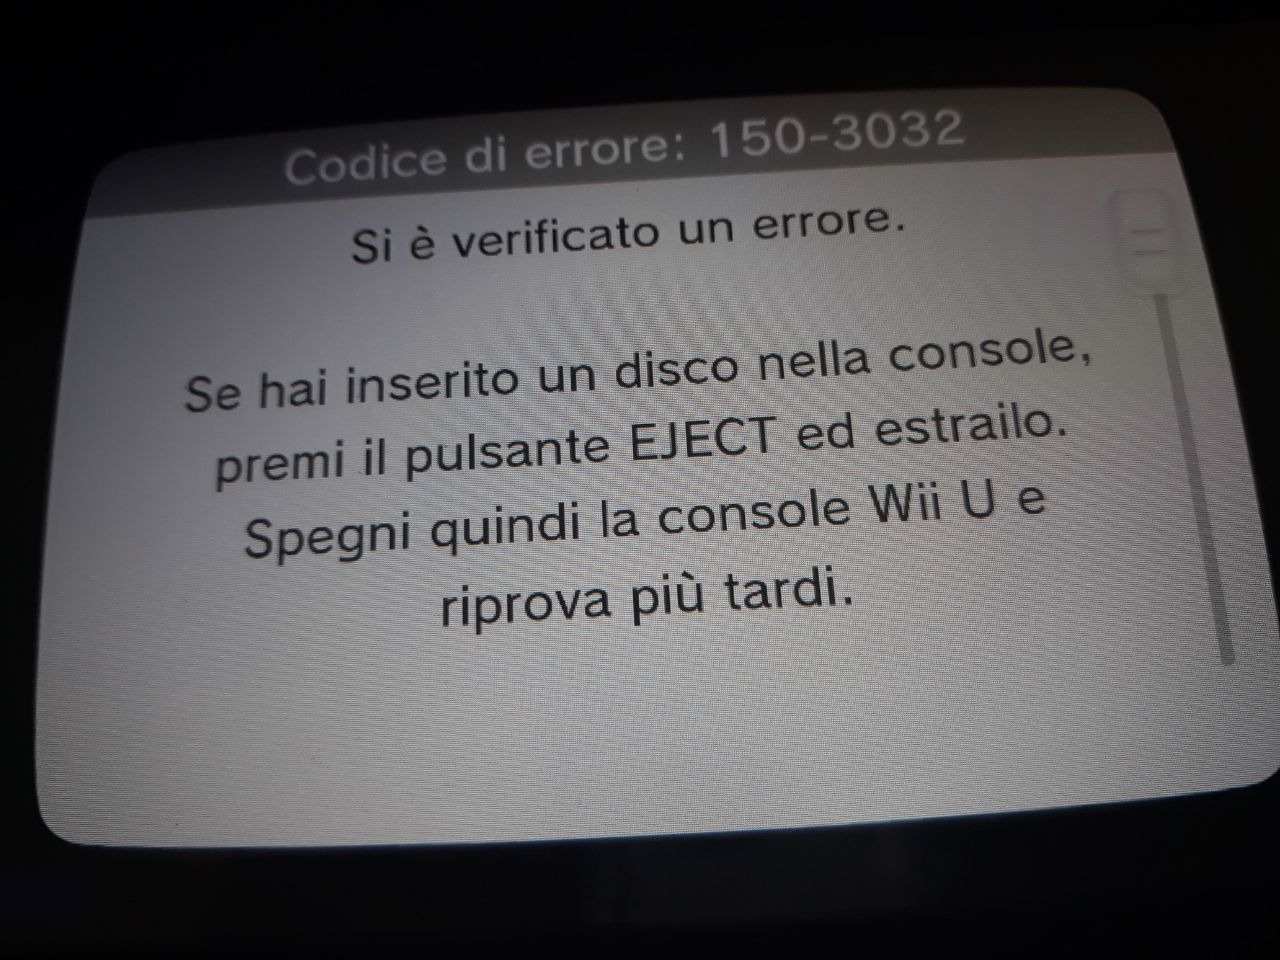 Codice di errore: 150-3032
Si è verificato un errore.
Se hai inserito un disco nella console,
premi il pulsante EJECT ed estrailo.
Spegni quindi la console Wii U e
riprova più tardi.